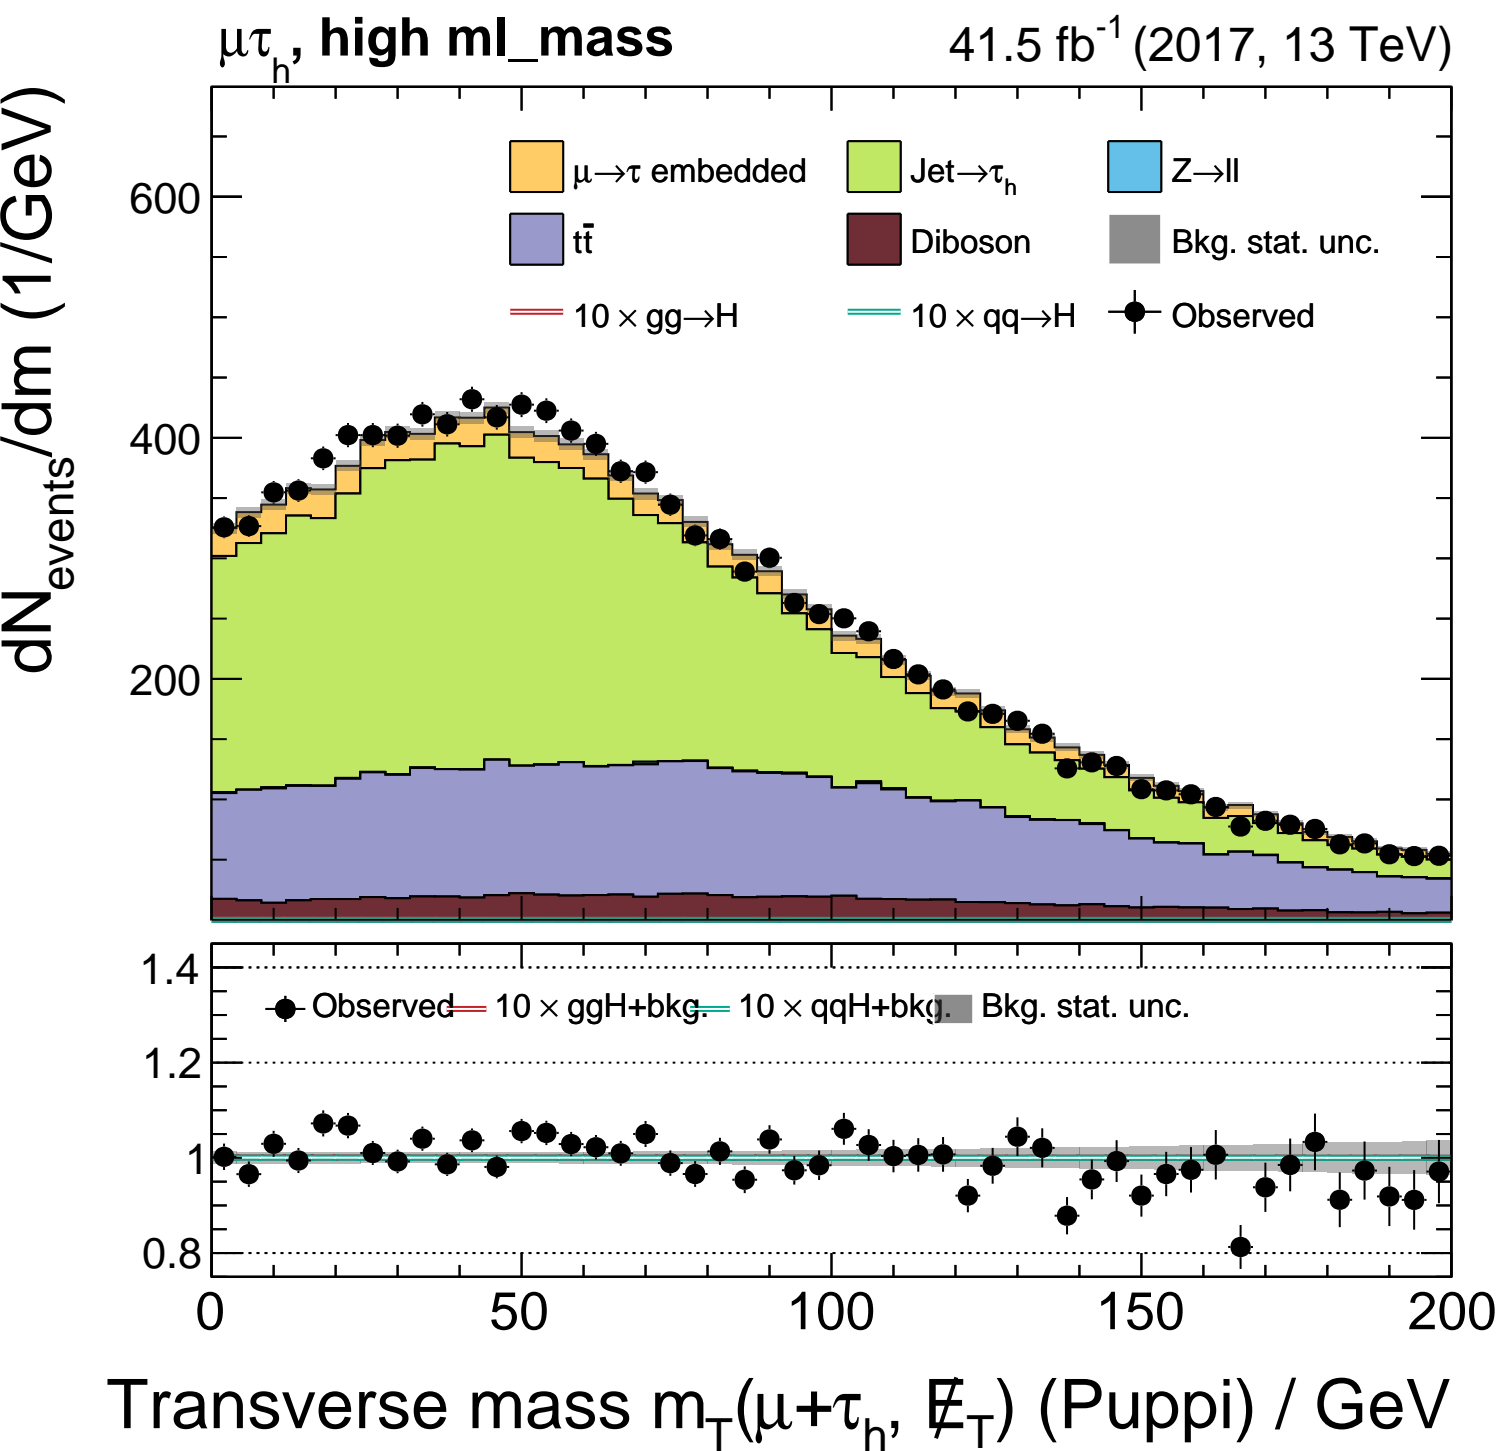 μτh, high ml_mass 41.5 fb-1 (2017, 13 TeV)
dNevents/dm (1/GeV)
600
400
200
μ→τ embedded Jet→τh Z→ll
tt̄ Diboson Bkg. stat. unc.
10 × gg→H 10 × qq→H Observed
1.4
1.2
1
0.8
Observed 10 × ggH+bkg. 10 × qqH+bkg. Bkg. stat. unc.
0 50 100 150 200
Transverse mass mT(μ+τh, E̸T) (Puppi) / GeV